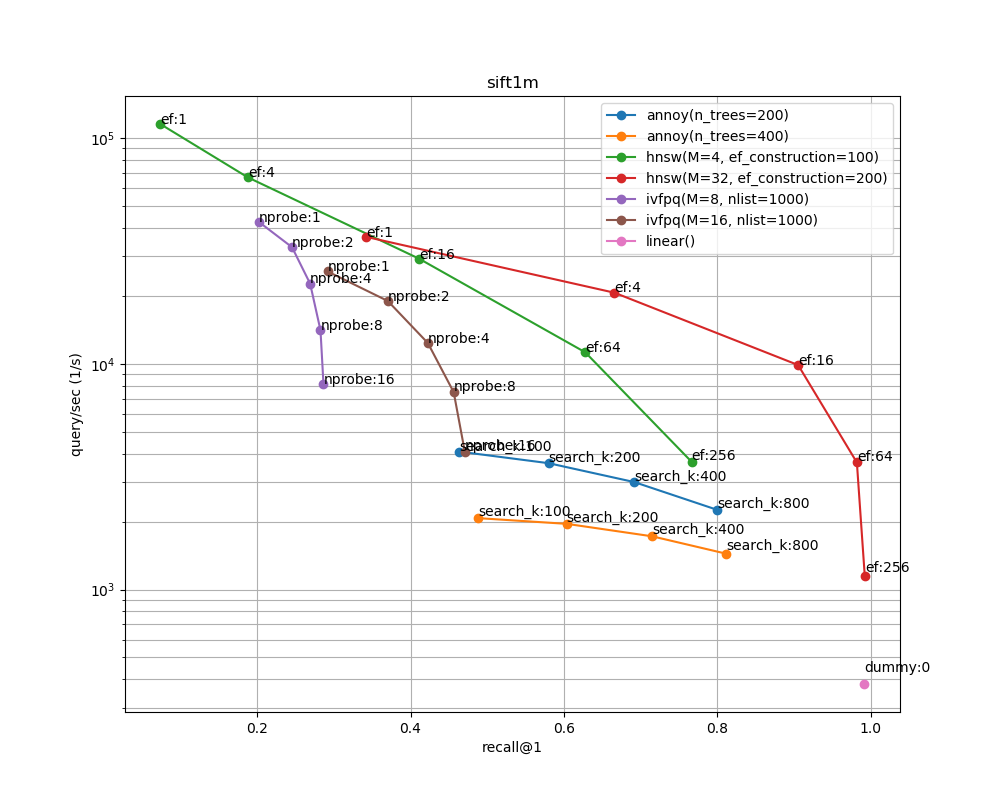 sift1m
annoy(n_trees=200)
annoy(n_trees=400)
hnsw(M=4, ef_construction=100)
hnsw(M=32, ef_construction=200)
ivfpq(M=8, nlist=1000)
ivfpq(M=16, nlist=1000)
linear()
query/sec (1/s)
10^5
10^4
10^3
ef:1
ef:4
ef:16
ef:64
ef:256
ef:1
ef:4
ef:16
ef:64
ef:256
nprobe:1
nprobe:2
nprobe:4
nprobe:8
nprobe:16
nprobe:1
nprobe:2
nprobe:4
nprobe:8
nprobe:16
search_k:100
search_k:200
search_k:400
search_k:800
search_k:100
search_k:200
search_k:400
search_k:800
dummy:0
0.2
0.4
0.6
0.8
1.0
recall@1